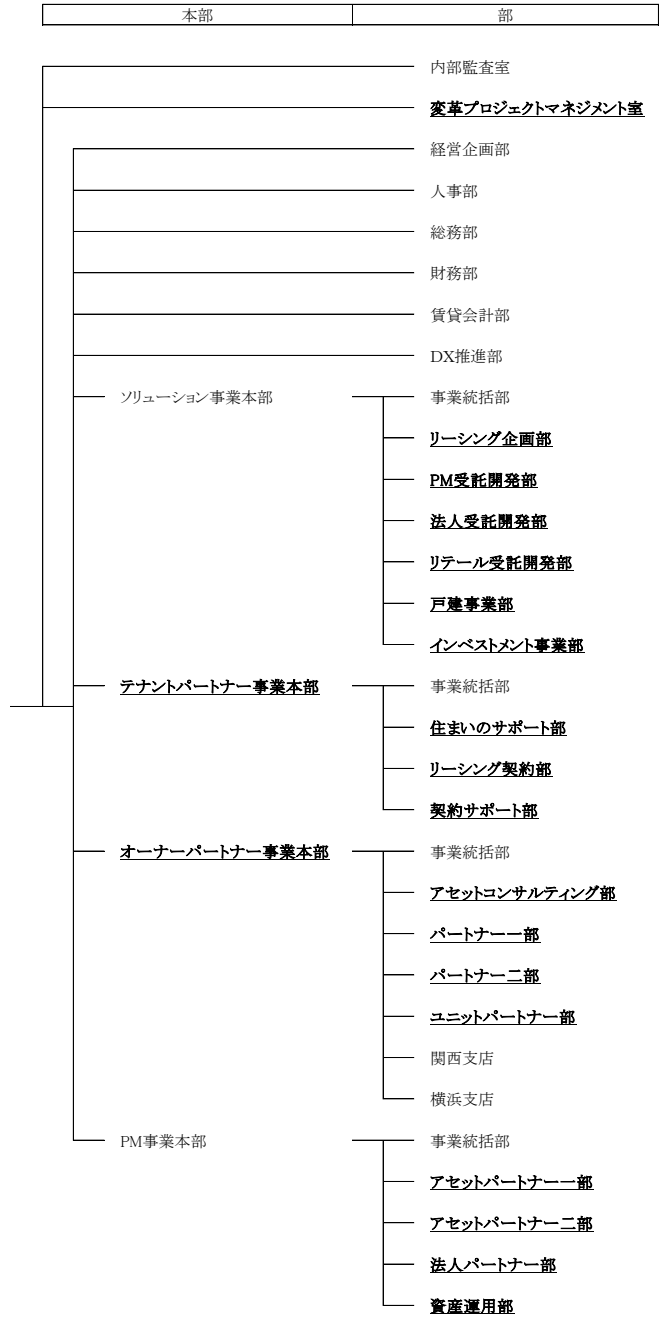 本部 部
内部監査室
変革プロジェクトマネジメント室
経営企画部
人事部
総務部
財務部
賃貸会計部
DX推進部
ソリューション事業本部 事業統括部
リーシング企画部
PM受託開発部
法人受託開発部
リテール受託開発部
戸建事業部
インベストメント事業部
テナントパートナー事業本部 事業統括部
住まいのサポート部
リーシング契約部
契約サポート部
オーナーパートナー事業本部 事業統括部
アセットコンサルティング部
パートナー一部
パートナー二部
ユニットパートナー部
関西支店
横浜支店
PM事業本部 事業統括部
アセットパートナー一部
アセットパートナー二部
法人パートナー部
資産運用部